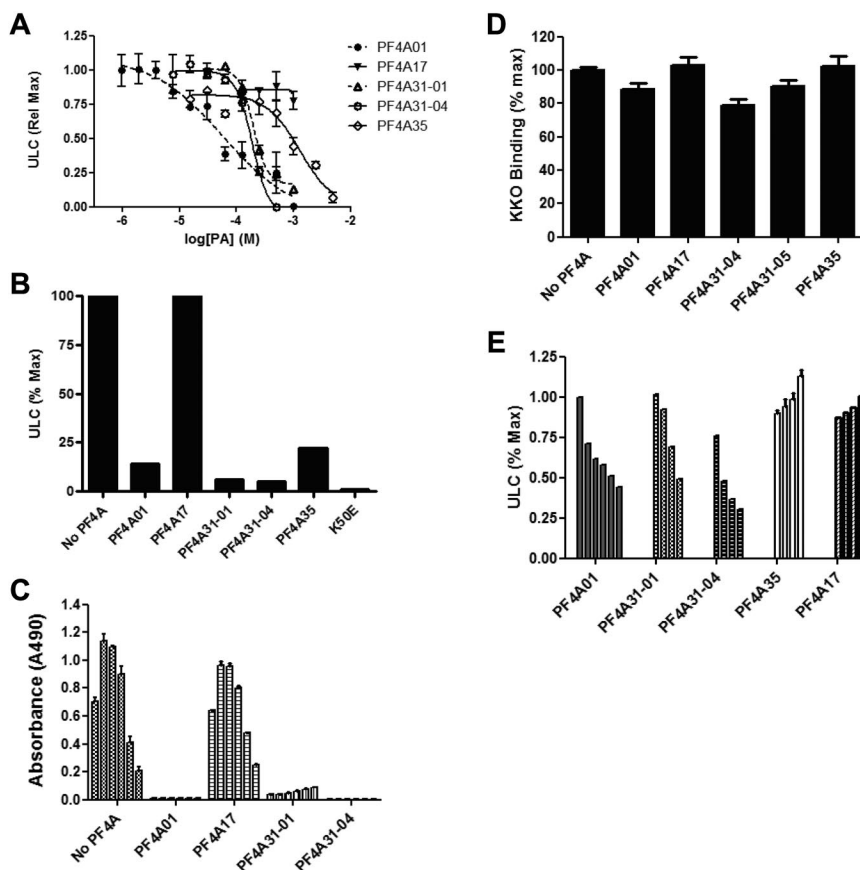 A
ULC (Rel Max)
1.25
1.00
0.75
0.50
0.25
0.00
-6
-5
-4
-3
-2
log[PA] (M)
PF4A01
PF4A17
PF4A31-01
PF4A31-04
PF4A35
B
ULC (% Max)
100
75
50
25
0
No PF4A
PF4A01
PF4A17
PF4A31-01
PF4A31-04
PF4A35
K50E
C
Absorbance (A490)
1.4
1.2
1.0
0.8
0.6
0.4
0.2
0.0
No PF4A
PF4A01
PF4A17
PF4A31-01
PF4A31-04
D
KKO Binding (% max)
120
100
80
60
40
20
0
No PF4A
PF4A01
PF4A17
PF4A31-04
PF4A31-05
PF4A35
E
ULC (% Max)
1.25
1.00
0.75
0.50
0.25
0.00
PF4A01
PF4A31-01
PF4A31-04
PF4A35
PF4A17